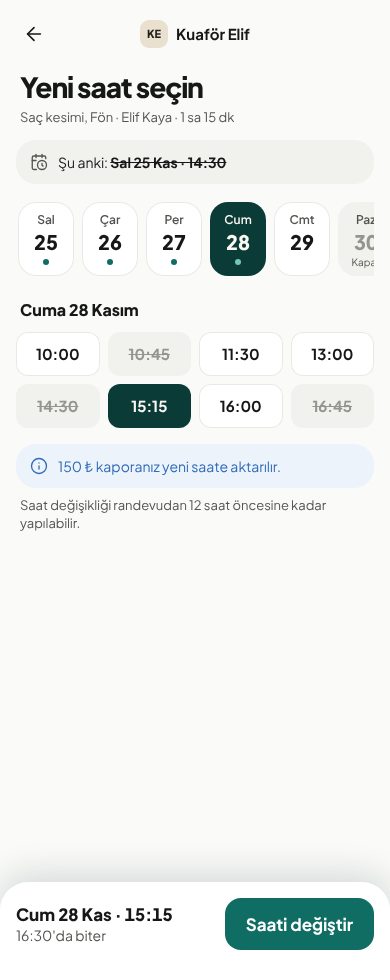 KE Kuaför Elif
Yeni saat seçin
Saç kesimi, Fön · Elif Kaya · 1 sa 15 dk
Şu anki: Sal 25 Kas · 14:30
Sal Çar Per Cum Cmt Paz
25 26 27 28 29 30
Kapa
Cuma 28 Kasım
10:00 10:45 11:30 13:00
14:30 15:15 16:00 16:45
150 ₺ kaporanız yeni saate aktarılır.
Saat değişikliği randevudan 12 saat öncesine kadar
yapılabilir.
Cum 28 Kas · 15:15
16:30'da biter
Saati değiştir